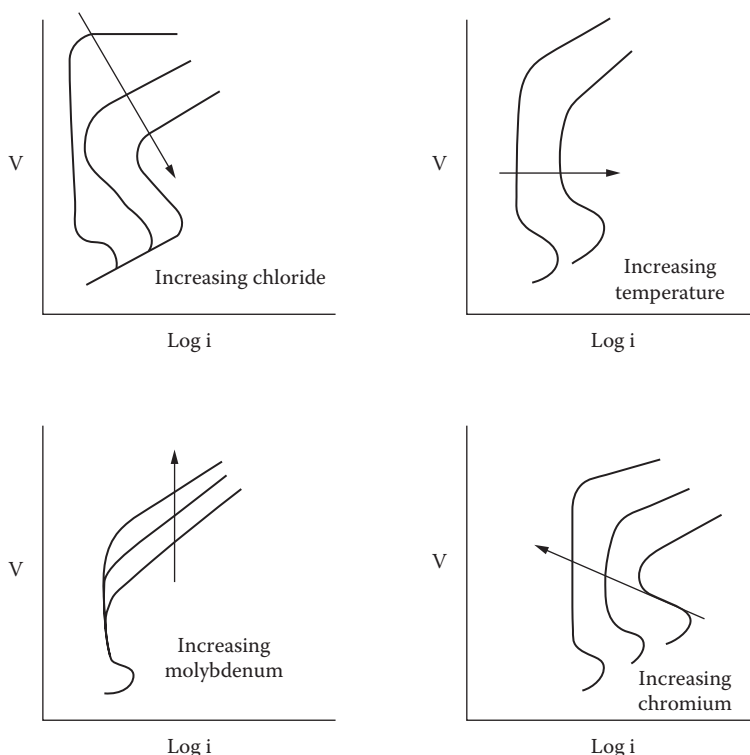 V
Increasing chloride
Log i
V
Increasing
temperature
Log i
V
Increasing
molybdenum
Log i
V
Increasing
chromium
Log i